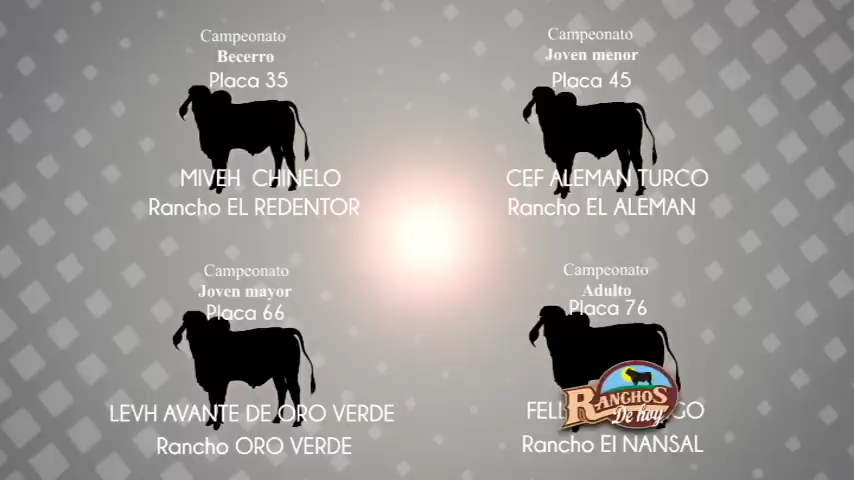 Campeonato
Becerro
Placa 35
MIVEH CHINELO
Rancho EL REDENTOR
Campeonato
Joven menor
Placa 45
CEF ALEMAN TURCO
Rancho EL ALEMAN
Campeonato
Joven mayor
Placa 66
LEVH AVANTE DE ORO VERDE
Rancho ORO VERDE
Campeonato
Adulto
Placa 76
RANCHOS
De hoy
Rancho El NANSAL